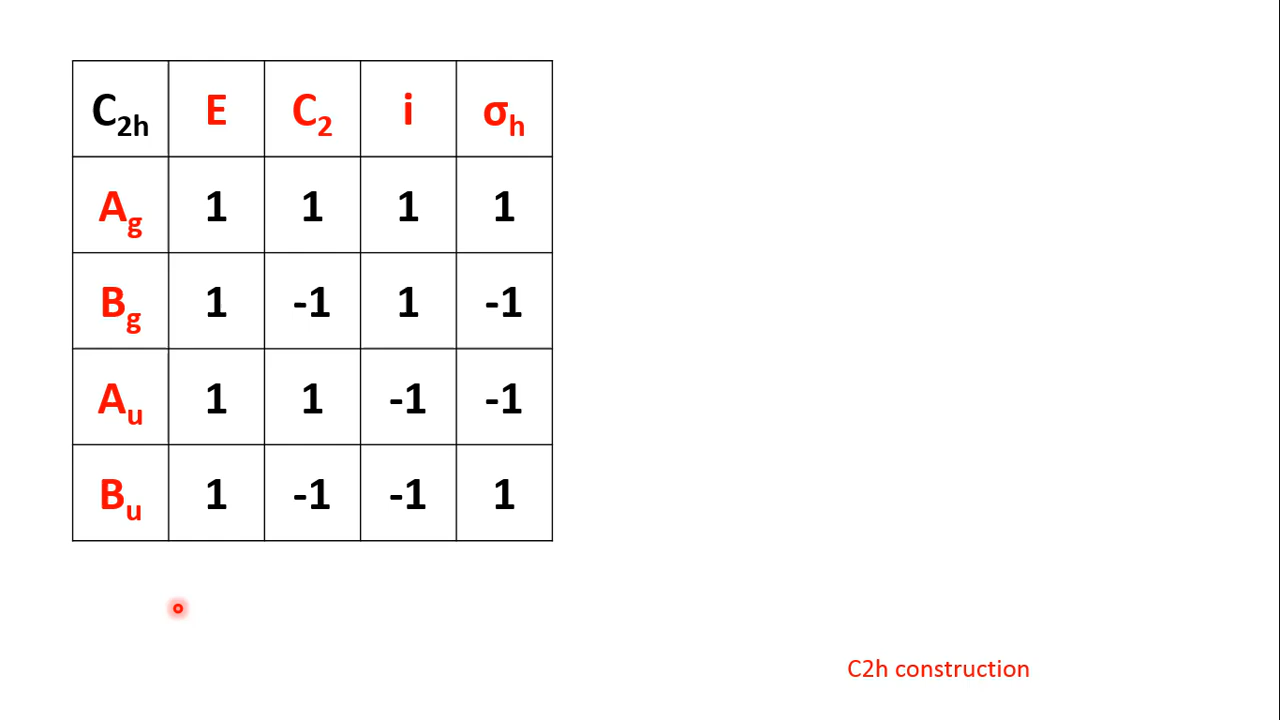 C2h E C2 i σh
Ag 1 1 1 1
Bg 1 -1 1 -1
Au 1 1 -1 -1
Bu 1 -1 -1 1
C2h construction